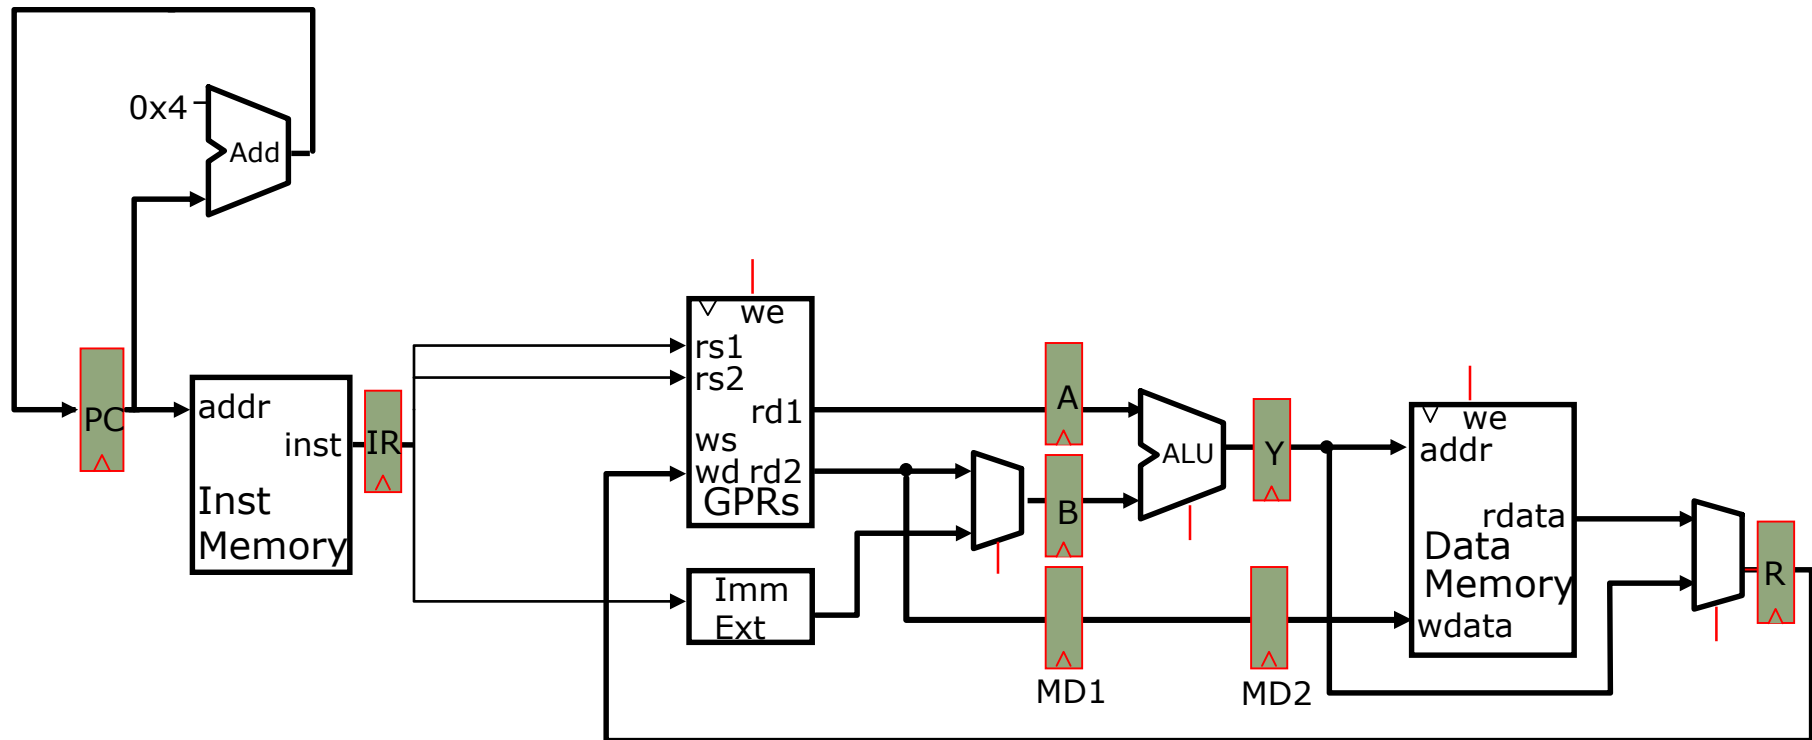 0x4
Add
we
rs1
rs2
rd1
ws
wd rd2
GPRs
PC
addr
inst
Inst
Memory
IR
Imm
Ext
A
B
MD1
ALU
Y
MD2
we
addr
rdata
Data
Memory
wdata
R